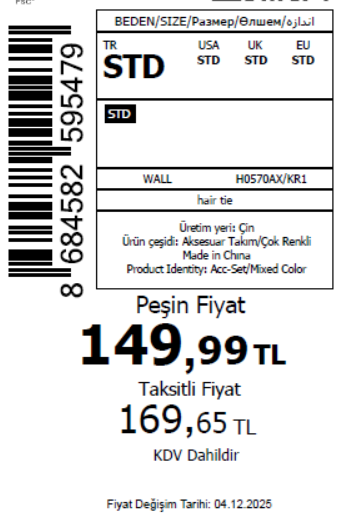 FSC
BEDEN/SIZE/Размер/Өлшем/اندازه
TR USA UK EU
STD STD STD STD
STD
WALL H0570AX/KR1
hair tie
Üretim yeri: Çin
Ürün çeşidi: Aksesuar Takım/Çok Renkli
Made in China
Product Identity: Acc-Set/Mixed Color
8 684582 595479
Peşin Fiyat
149,99 TL
Taksitli Fiyat
169,65 TL
KDV Dahildir
Fiyat Değişim Tarihi: 04.12.2025